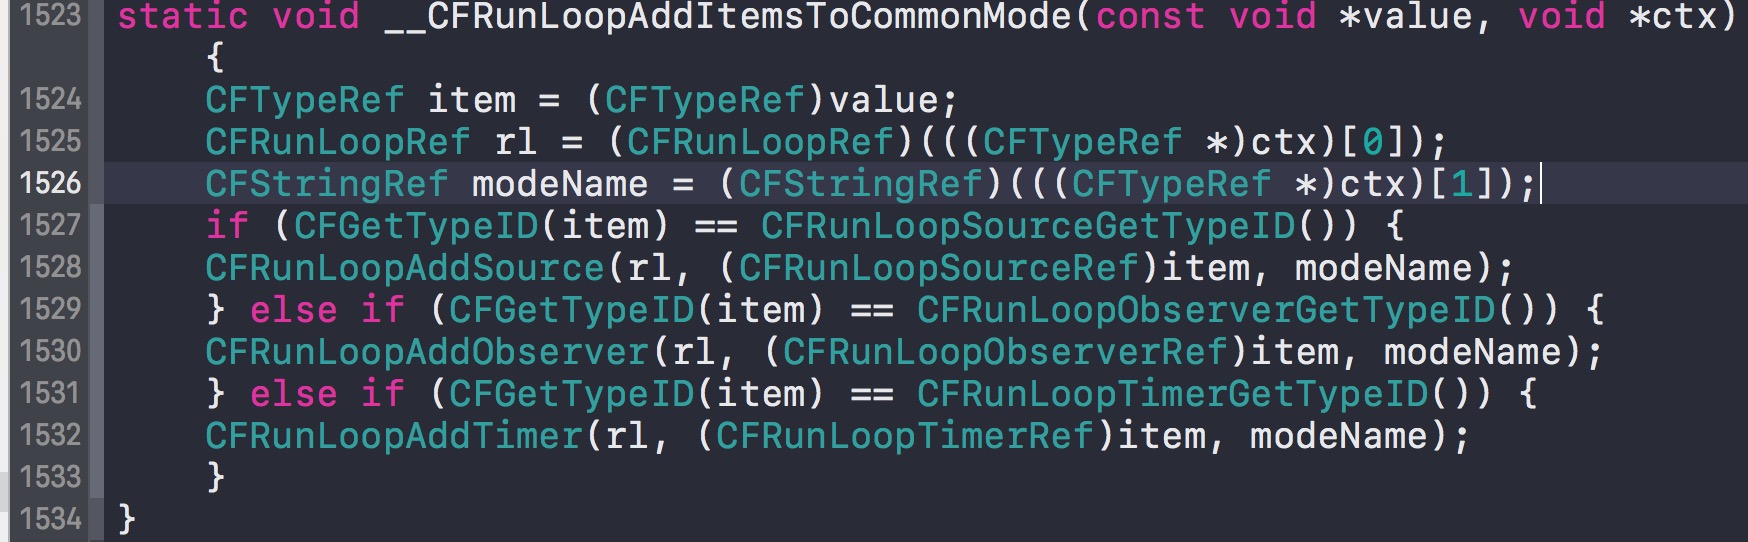 1523 static void __CFRunLoopAddItemsToCommonMode(const void *value, void *ctx)
{
1524 CFTypeRef item = (CFTypeRef)value;
1525 CFRunLoopRef rl = (CFRunLoopRef)(((CFTypeRef *)ctx)[0]);
1526 CFStringRef modeName = (CFStringRef)(((CFTypeRef *)ctx)[1]);
1527 if (CFGetTypeID(item) == CFRunLoopSourceGetTypeID()) {
1528 CFRunLoopAddSource(rl, (CFRunLoopSourceRef)item, modeName);
1529 } else if (CFGetTypeID(item) == CFRunLoopObserverGetTypeID()) {
1530 CFRunLoopAddObserver(rl, (CFRunLoopObserverRef)item, modeName);
1531 } else if (CFGetTypeID(item) == CFRunLoopTimerGetTypeID()) {
1532 CFRunLoopAddTimer(rl, (CFRunLoopTimerRef)item, modeName);
1533 }
1534 }